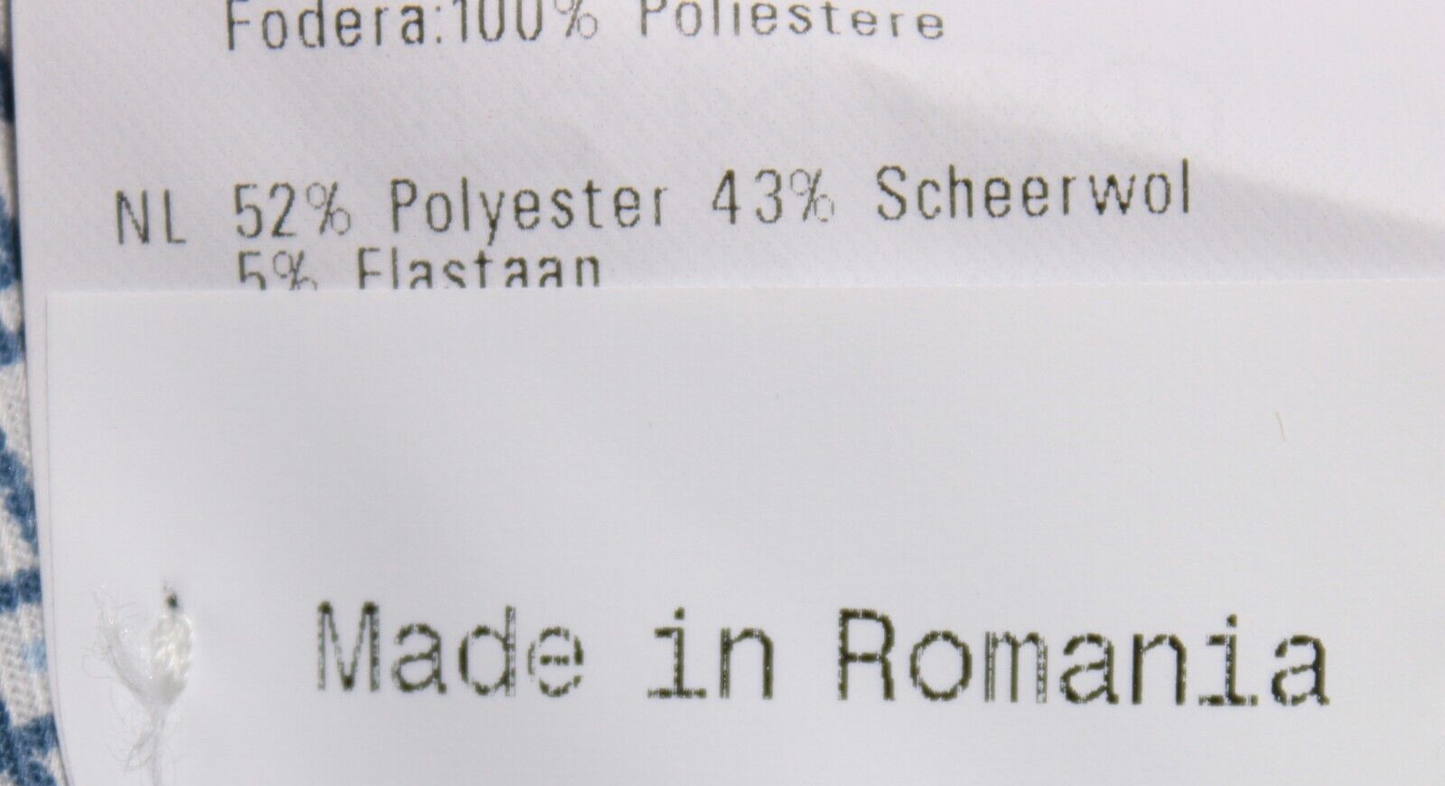 Fodera:100% Poliestere
NL 52% Polyester 43% Scheerwol
5% Elastaan
Made in Romania